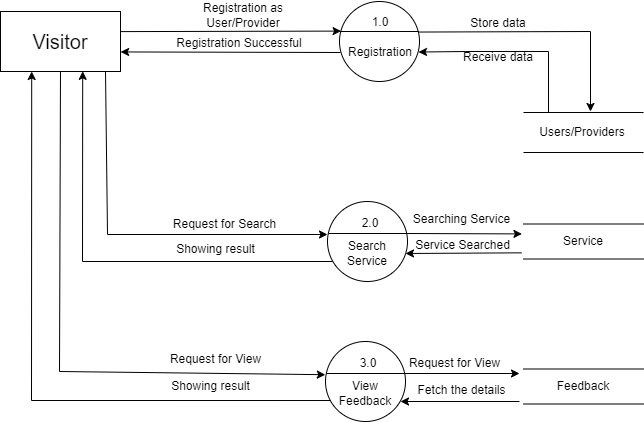 Registration as
User/Provider
1.0
Store data
Visitor
Registration Successful
Registration
Receive data
Users/Providers
2.0
Request for Search
Searching Service
Showing result
Search
Service
Service Searched
Service
3.0
Request for View
Request for View
Showing result
View
Feedback
Fetch the details
Feedback